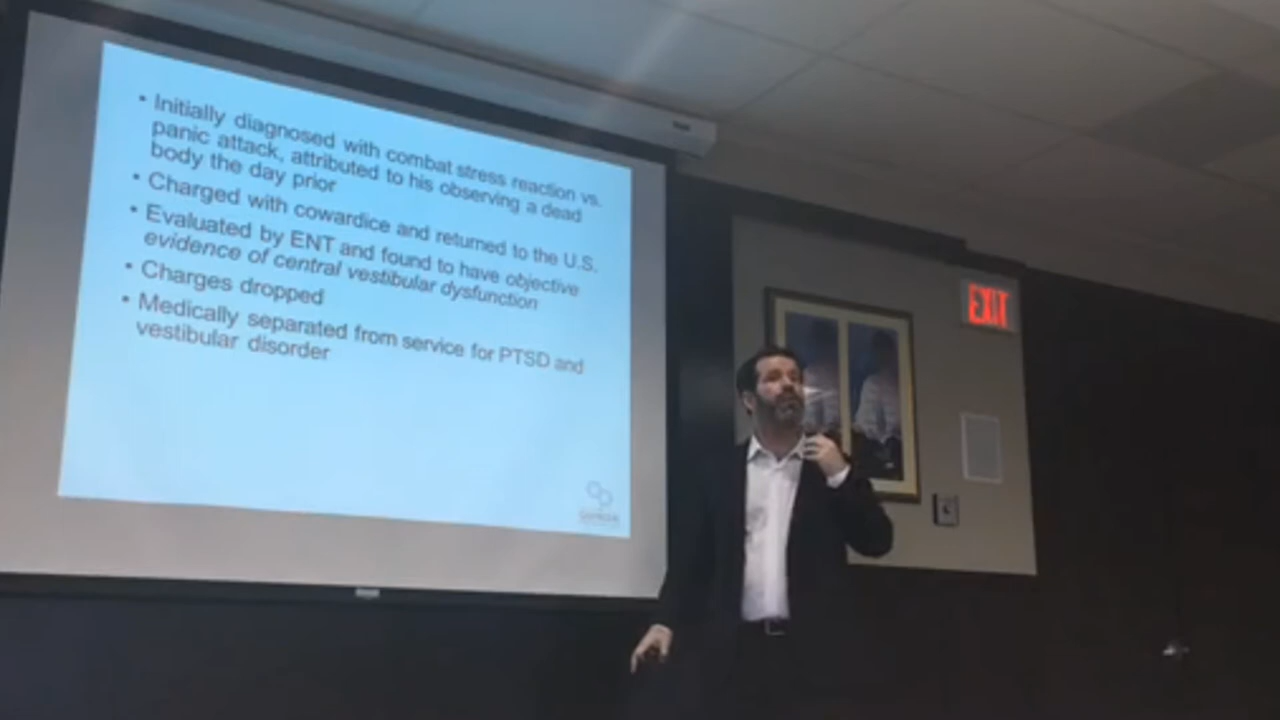 • Initially diagnosed with combat stress reaction vs.
panic attack, attributed to his observing a dead
body the day prior
• Charged with cowardice and returned to the U.S.
• Evaluated by ENT and found to have objective
evidence of central vestibular dysfunction
• Charges dropped
• Medically separated from service for PTSD and
vestibular disorder
EXIT